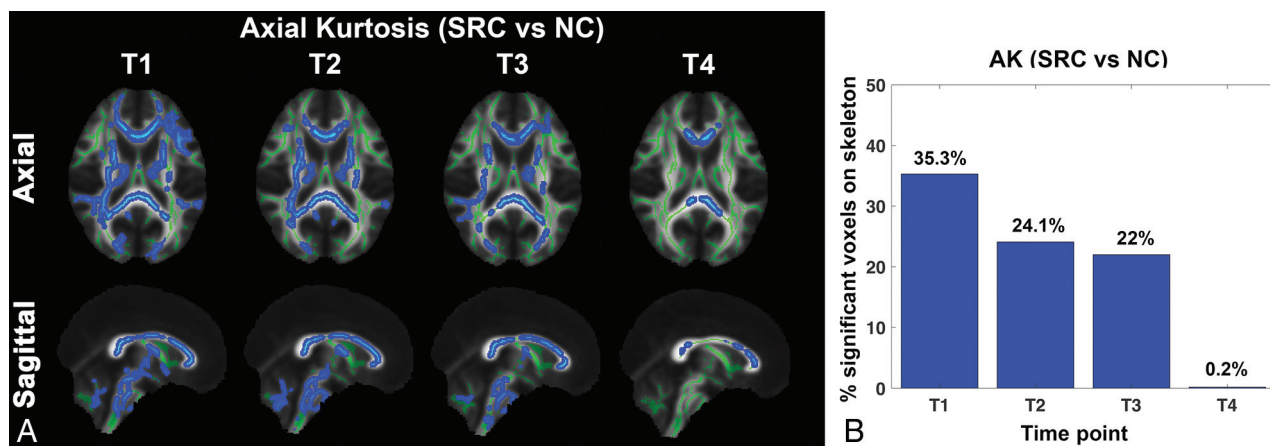 Axial Kurtosis (SRC vs NC)
T1 T2 T3 T4
Axial
Sagittal
A
AK (SRC vs NC)
% significant voxels on skeleton
50
40
30
20
10
0
35.3%
24.1%
22%
0.2%
T1 T2 T3 T4
Time point
B